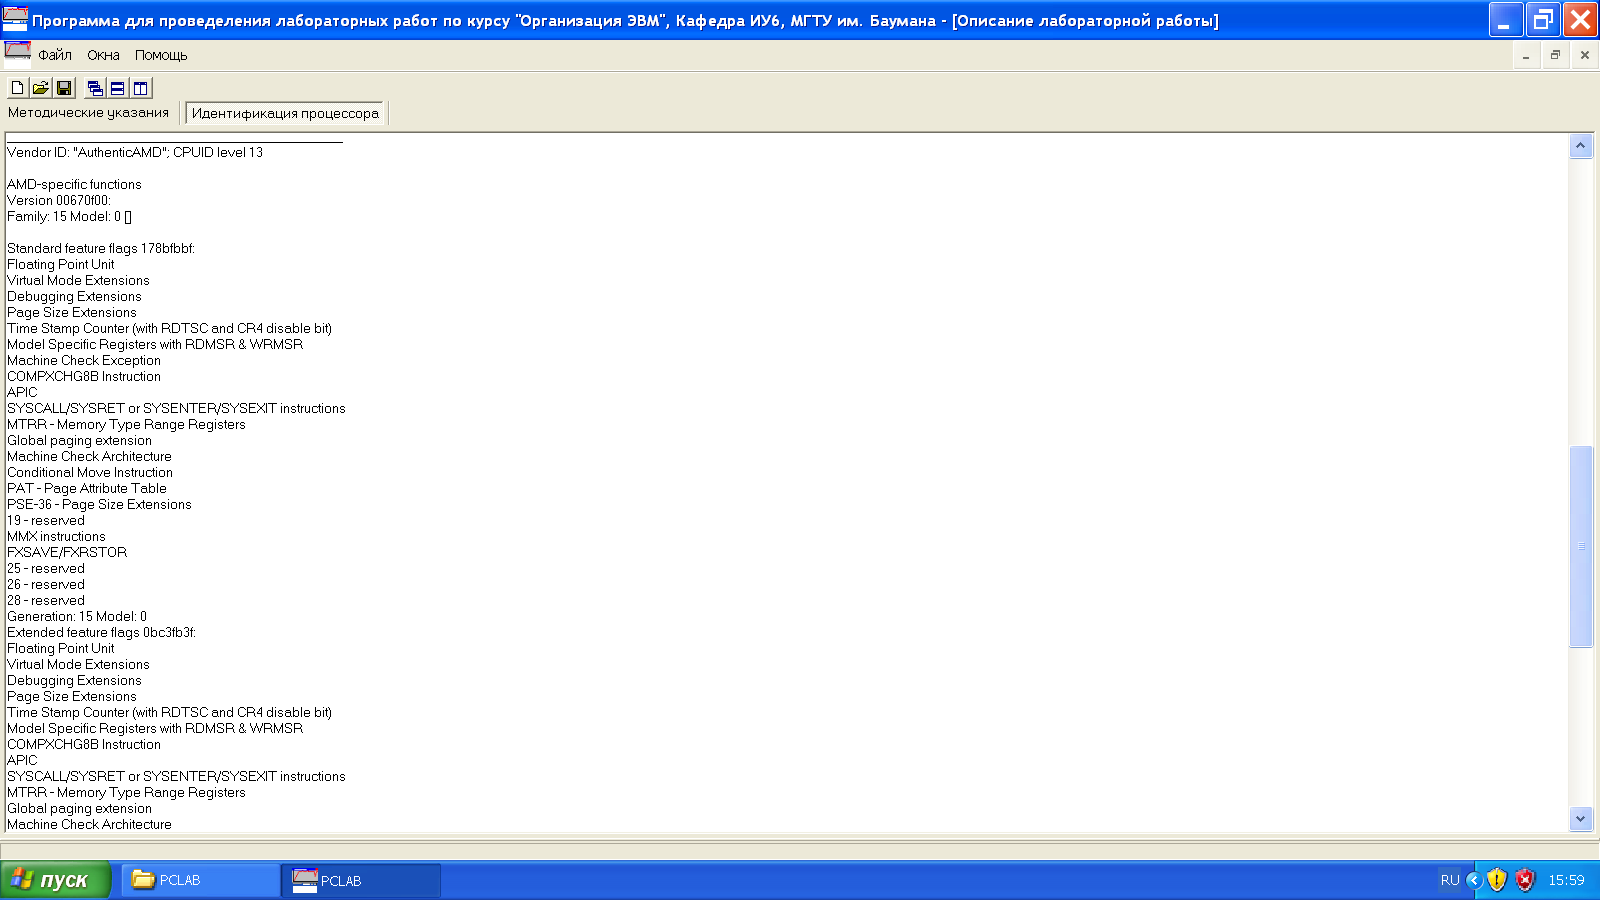 Программа для проведеления лабораторных работ по курсу "Организация ЭВМ", Кафедра ИУ6, МГТУ им. Баумана - [Описание лабораторной работы]
Файл Окна Помощь
Методические указания Идентификация процессора
Vendor ID: "AuthenticAMD"; CPUID level 13
AMD-specific functions
Version 00670f00:
Family: 15 Model: 0 []
Standard feature flags 178bfbbf:
Floating Point Unit
Virtual Mode Extensions
Debugging Extensions
Page Size Extensions
Time Stamp Counter (with RDTSC and CR4 disable bit)
Model Specific Registers with RDMSR & WRMSR
Machine Check Exception
COMPXCHG8B Instruction
APIC
SYSCALL/SYSRET or SYSENTER/SYSEXIT instructions
MTRR - Memory Type Range Registers
Global paging extension
Machine Check Architecture
Conditional Move Instruction
PAT - Page Attribute Table
PSE-36 - Page Size Extensions
19 - reserved
MMX instructions
FXSAVE/FXRSTOR
25 - reserved
26 - reserved
28 - reserved
Generation: 15 Model: 0
Extended feature flags 0bc3fb3f:
Floating Point Unit
Virtual Mode Extensions
Debugging Extensions
Page Size Extensions
Time Stamp Counter (with RDTSC and CR4 disable bit)
Model Specific Registers with RDMSR & WRMSR
COMPXCHG8B Instruction
APIC
SYSCALL/SYSRET or SYSENTER/SYSEXIT instructions
MTRR - Memory Type Range Registers
Global paging extension
Machine Check Architecture
пуск PCLAB PCLAB RU 15:59